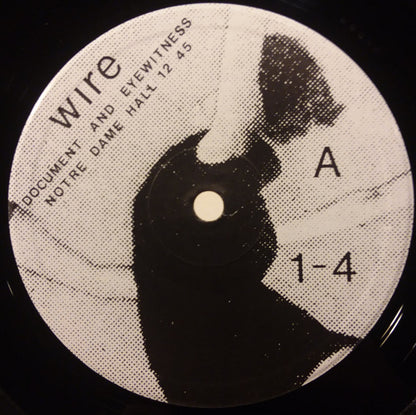 wire
DOCUMENT AND EYEWITNESS
NOTRE DAME HALL 12 45
A
1-4